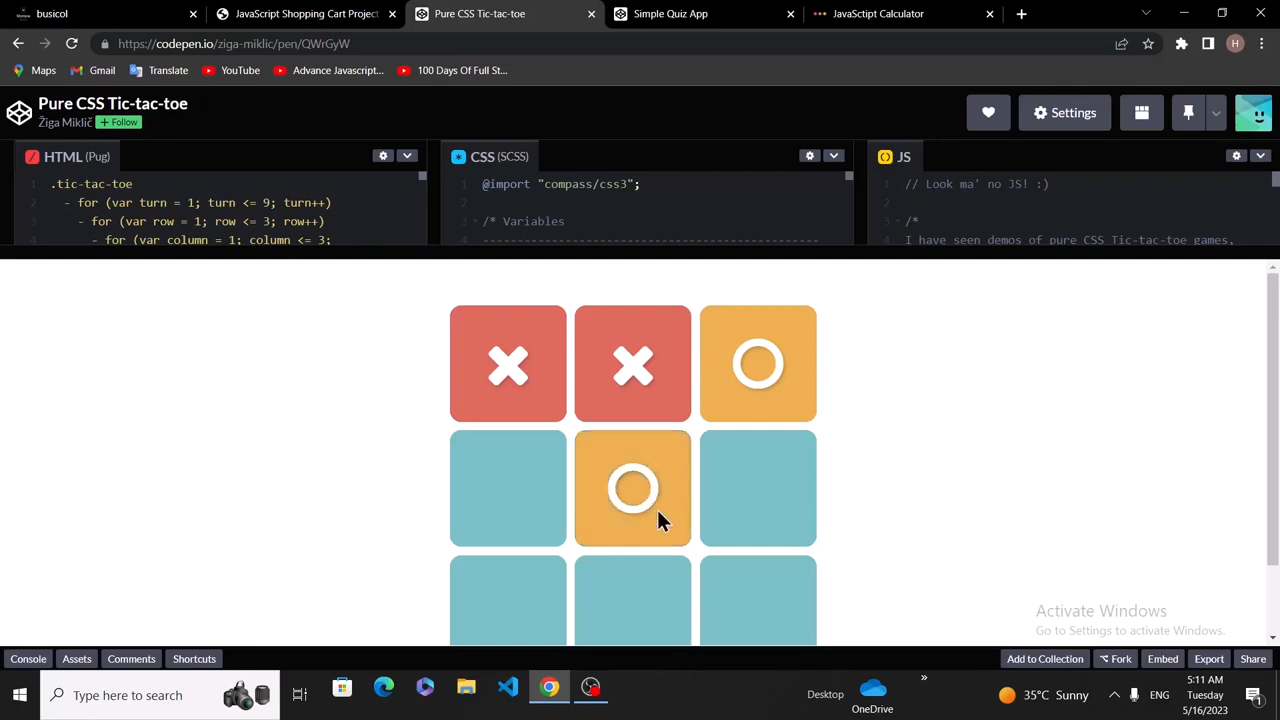 busicol
JavaScript Shopping Cart Project
Pure CSS Tic-tac-toe
Simple Quiz App
JavaSctipt Calculator
https://codepen.io/ziga-miklic/pen/QWrGyW
H
Maps
Gmail
Translate
YouTube
Advance Javascript...
100 Days Of Full St...
Pure CSS Tic-tac-toe
Žiga Miklič
+ Follow
Settings
HTML (Pug)
CSS (SCSS)
JS
1 .tic-tac-toe
2 - for (var turn = 1; turn <= 9; turn++)
3 - for (var row = 1; row <= 3; row++)
4 - for (var column = 1; column <= 3;
1 @import "compass/css3";
2
3 /* Variables
4 ---------------------------------------------
1 // Look ma' no JS! :)
2
3 /*
4 I have seen demos of pure CSS Tic-tac-toe games,
Activate Windows
Go to Settings to activate Windows.
Console
Assets
Comments
Shortcuts
Add to Collection
Fork
Embed
Export
Share
Type here to search
Desktop
OneDrive
35°C Sunny
ENG
5:11 AM
Tuesday
5/16/2023
1